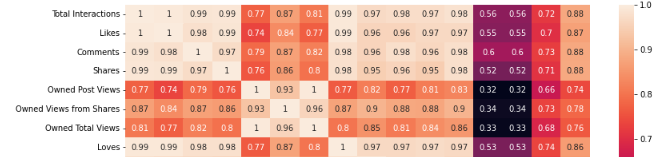 Total Interactions 1 1 0.99 0.99 0.77 0.87 0.81 0.99 0.97 0.98 0.97 0.98 0.56 0.56 0.72 0.88
Likes 1 1 0.98 0.99 0.74 0.84 0.77 0.99 0.96 0.96 0.97 0.97 0.55 0.55 0.7 0.87
Comments 0.99 0.98 1 0.97 0.79 0.87 0.82 0.98 0.96 0.98 0.96 0.98 0.6 0.6 0.73 0.88
Shares 0.99 0.99 0.97 1 0.76 0.86 0.8 0.98 0.95 0.96 0.95 0.98 0.52 0.52 0.71 0.88
Owned Post Views 0.77 0.74 0.79 0.76 1 0.93 1 0.77 0.82 0.77 0.81 0.83 0.32 0.32 0.66 0.74
Owned Views from Shares 0.87 0.84 0.87 0.86 0.93 1 0.96 0.87 0.9 0.88 0.88 0.9 0.34 0.34 0.73 0.78
Owned Total Views 0.81 0.77 0.82 0.8 1 0.96 1 0.8 0.85 0.81 0.84 0.86 0.33 0.33 0.68 0.76
Loves 0.99 0.99 0.98 0.98 0.77 0.87 0.8 1 0.97 0.97 0.97 0.97 0.53 0.53 0.74 0.86
1.0
0.9
0.8
0.7